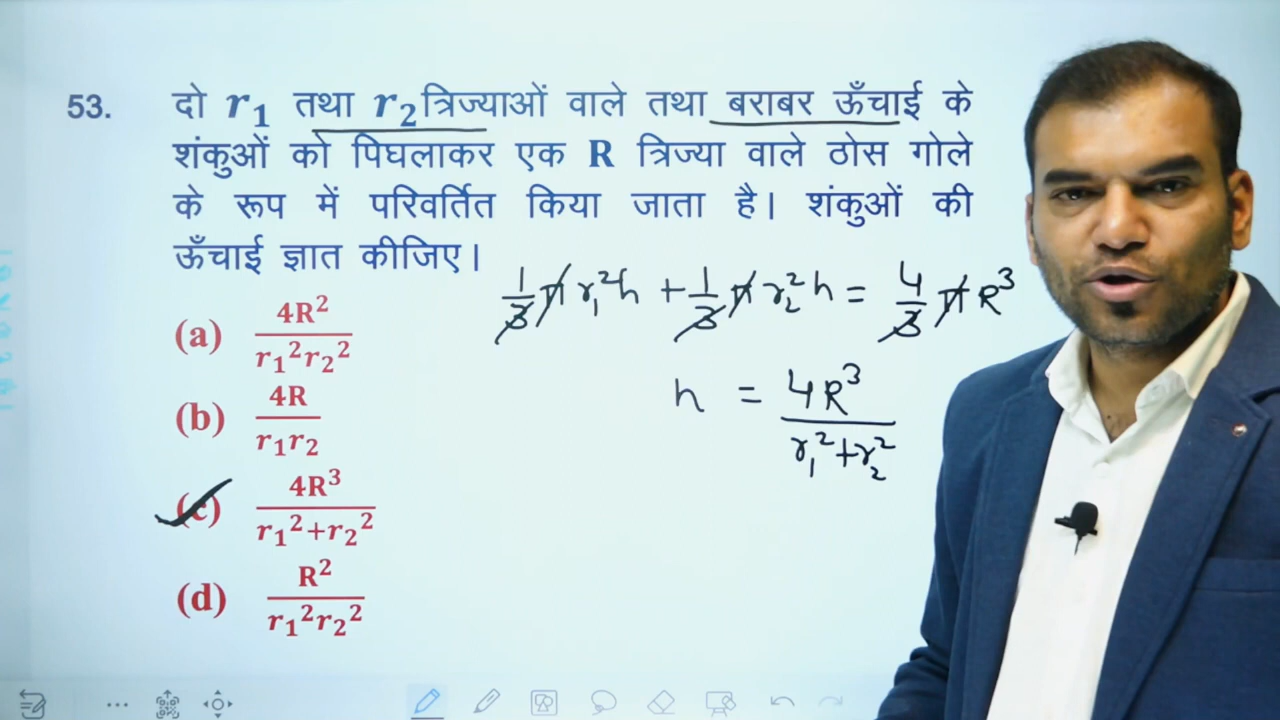 53. दो r₁ तथा r₂ त्रिज्याओं वाले तथा बराबर ऊँचाई के
शंकुओं को पिघलाकर एक R त्रिज्या वाले ठोस गोले
के रूप में परिवर्तित किया जाता है। शंकुओं की
ऊँचाई ज्ञात कीजिए।
1/3 π r₁²h + 1/3 π r₂²h = 4/3 π R³
h = 4R³/(r₁²+r₂²)
(a) 4R²/(r₁²r₂²)
(b) 4R/(r₁r₂)
(c) 4R³/(r₁²+r₂²)
(d) R²/(r₁²r₂²)